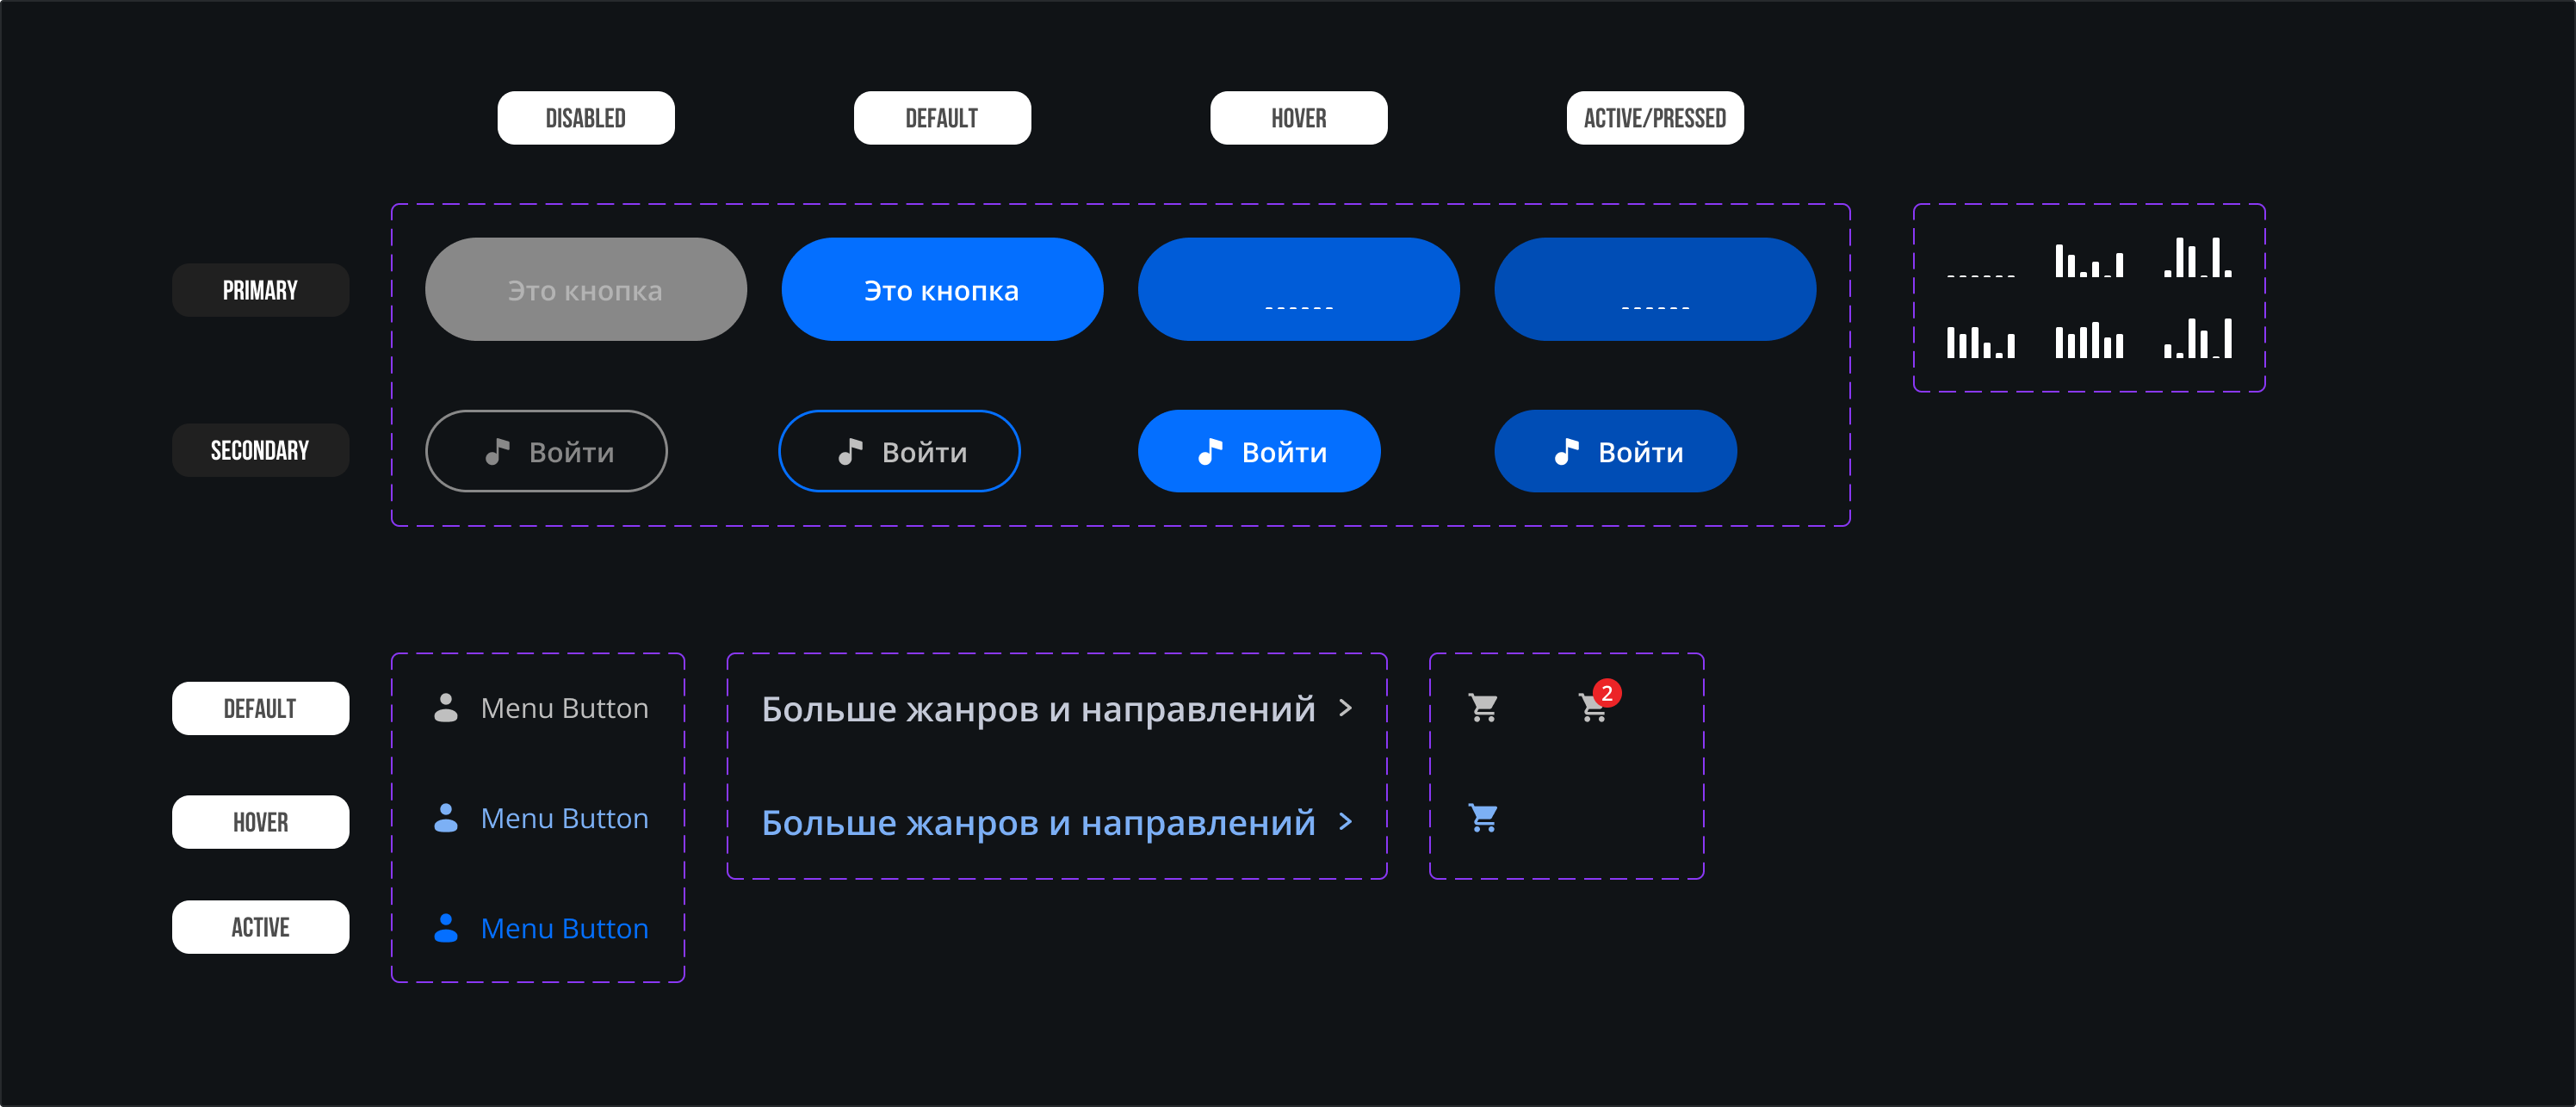 DISABLED
DEFAULT
HOVER
ACTIVE/PRESSED
PRIMARY
Это кнопка
Это кнопка
SECONDARY
Войти
Войти
Войти
Войти
DEFAULT
Menu Button
Больше жанров и направлений
2
HOVER
Menu Button
Больше жанров и направлений
ACTIVE
Menu Button